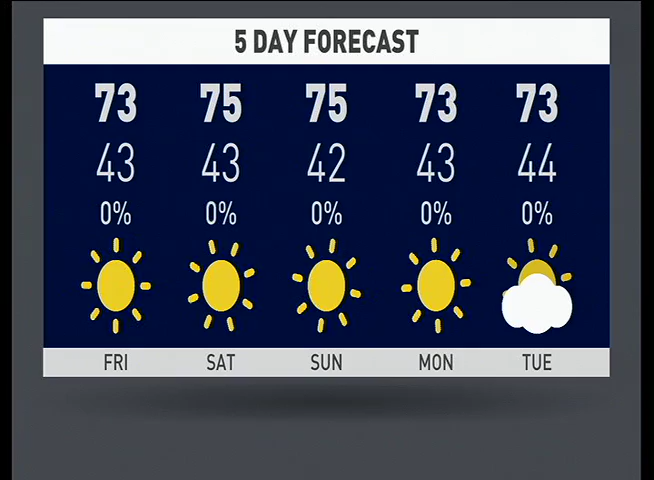 5 DAY FORECAST
73 75 75 73 73
43 43 42 43 44
0% 0% 0% 0% 0%
FRI SAT SUN MON TUE